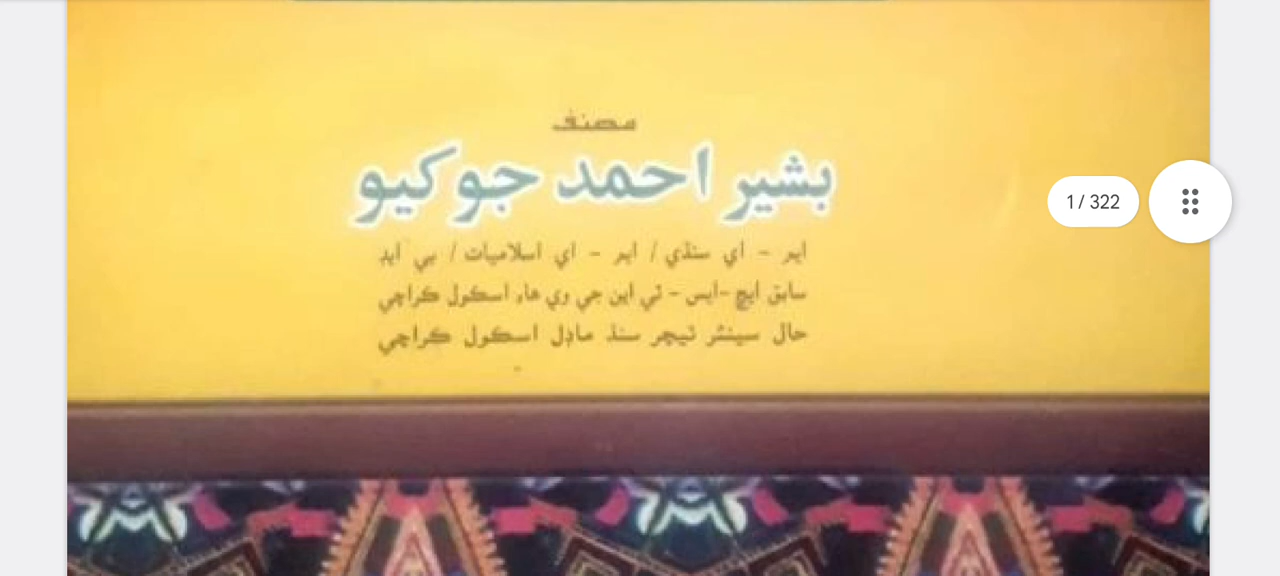 مصنف
بشير احمد جوکيو
ايم – اي سنڌي / ايم – اي اسلاميات / بي ايڊ
سابق ايڇ –ايس – ٽي اين جي وي هاءِ اسڪول ڪراچي
حال سينئر ٽيچر سنڌ ماڊل اسڪول ڪراچي
1 / 322